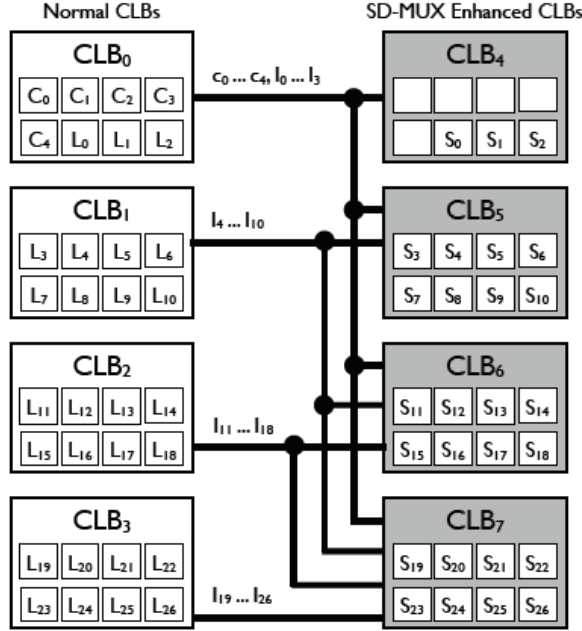 Normal CLBs
SD-MUX Enhanced CLBs
CLB₀
C₀ C₁ C₂ C₃
C₄ L₀ L₁ L₂
c₀ ... c₄, l₀ ... l₃
CLB₄
S₀ S₁ S₂
CLB₁
L₃ L₄ L₅ L₆
L₇ L₈ L₉ L₁₀
l₄ ... l₁₀
CLB₅
S₃ S₄ S₅ S₆
S₇ S₈ S₉ S₁₀
CLB₂
L₁₁ L₁₂ L₁₃ L₁₄
L₁₅ L₁₆ L₁₇ L₁₈
l₁₁ ... l₁₈
CLB₆
S₁₁ S₁₂ S₁₃ S₁₄
S₁₅ S₁₆ S₁₇ S₁₈
CLB₃
L₁₉ L₂₀ L₂₁ L₂₂
L₂₃ L₂₄ L₂₅ L₂₆
l₁₉ ... l₂₆
CLB₇
S₁₉ S₂₀ S₂₁ S₂₂
S₂₃ S₂₄ S₂₅ S₂₆